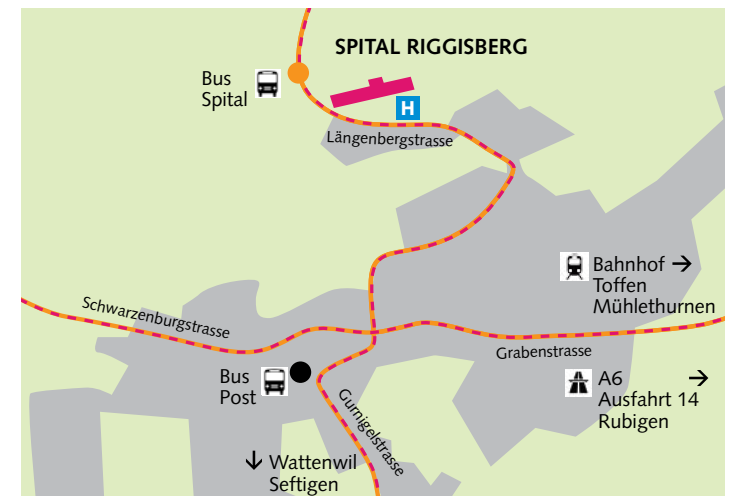 SPITAL RIGGISBERG
Bus
Spital
H
Längenbergstrasse
Bahnhof →
Toffen
Mühlethurnen
Schwarzenburgstrasse
Grabenstrasse
Bus
Post
A6 →
Ausfahrt 14
Rubigen
Gurnigelstrasse
↓ Wattenwil
Seftigen